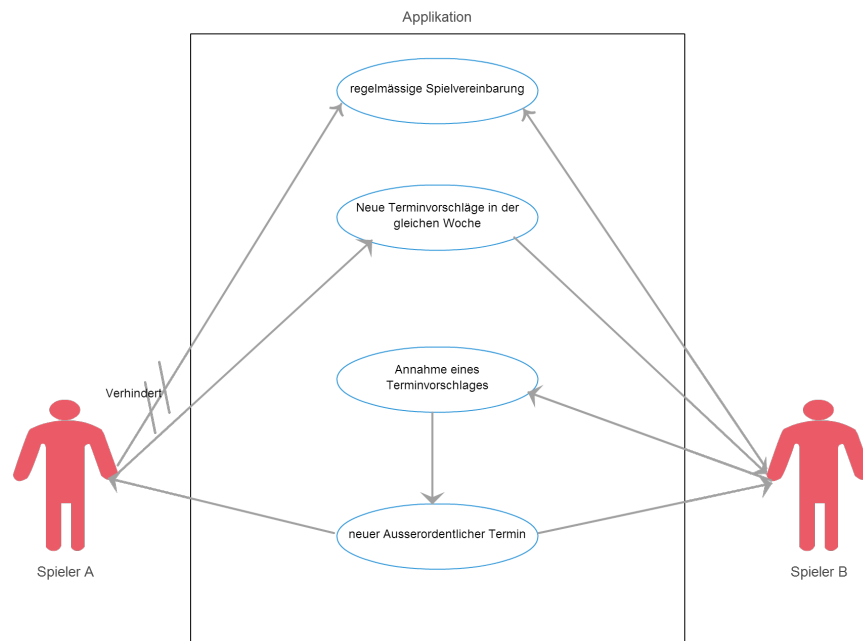 Applikation
regelmässige Spielvereinbarung
Neue Terminvorschläge in der
gleichen Woche
Annahme eines
Terminvorschlages
Verhindert
neuer Ausserordentlicher Termin
Spieler A
Spieler B